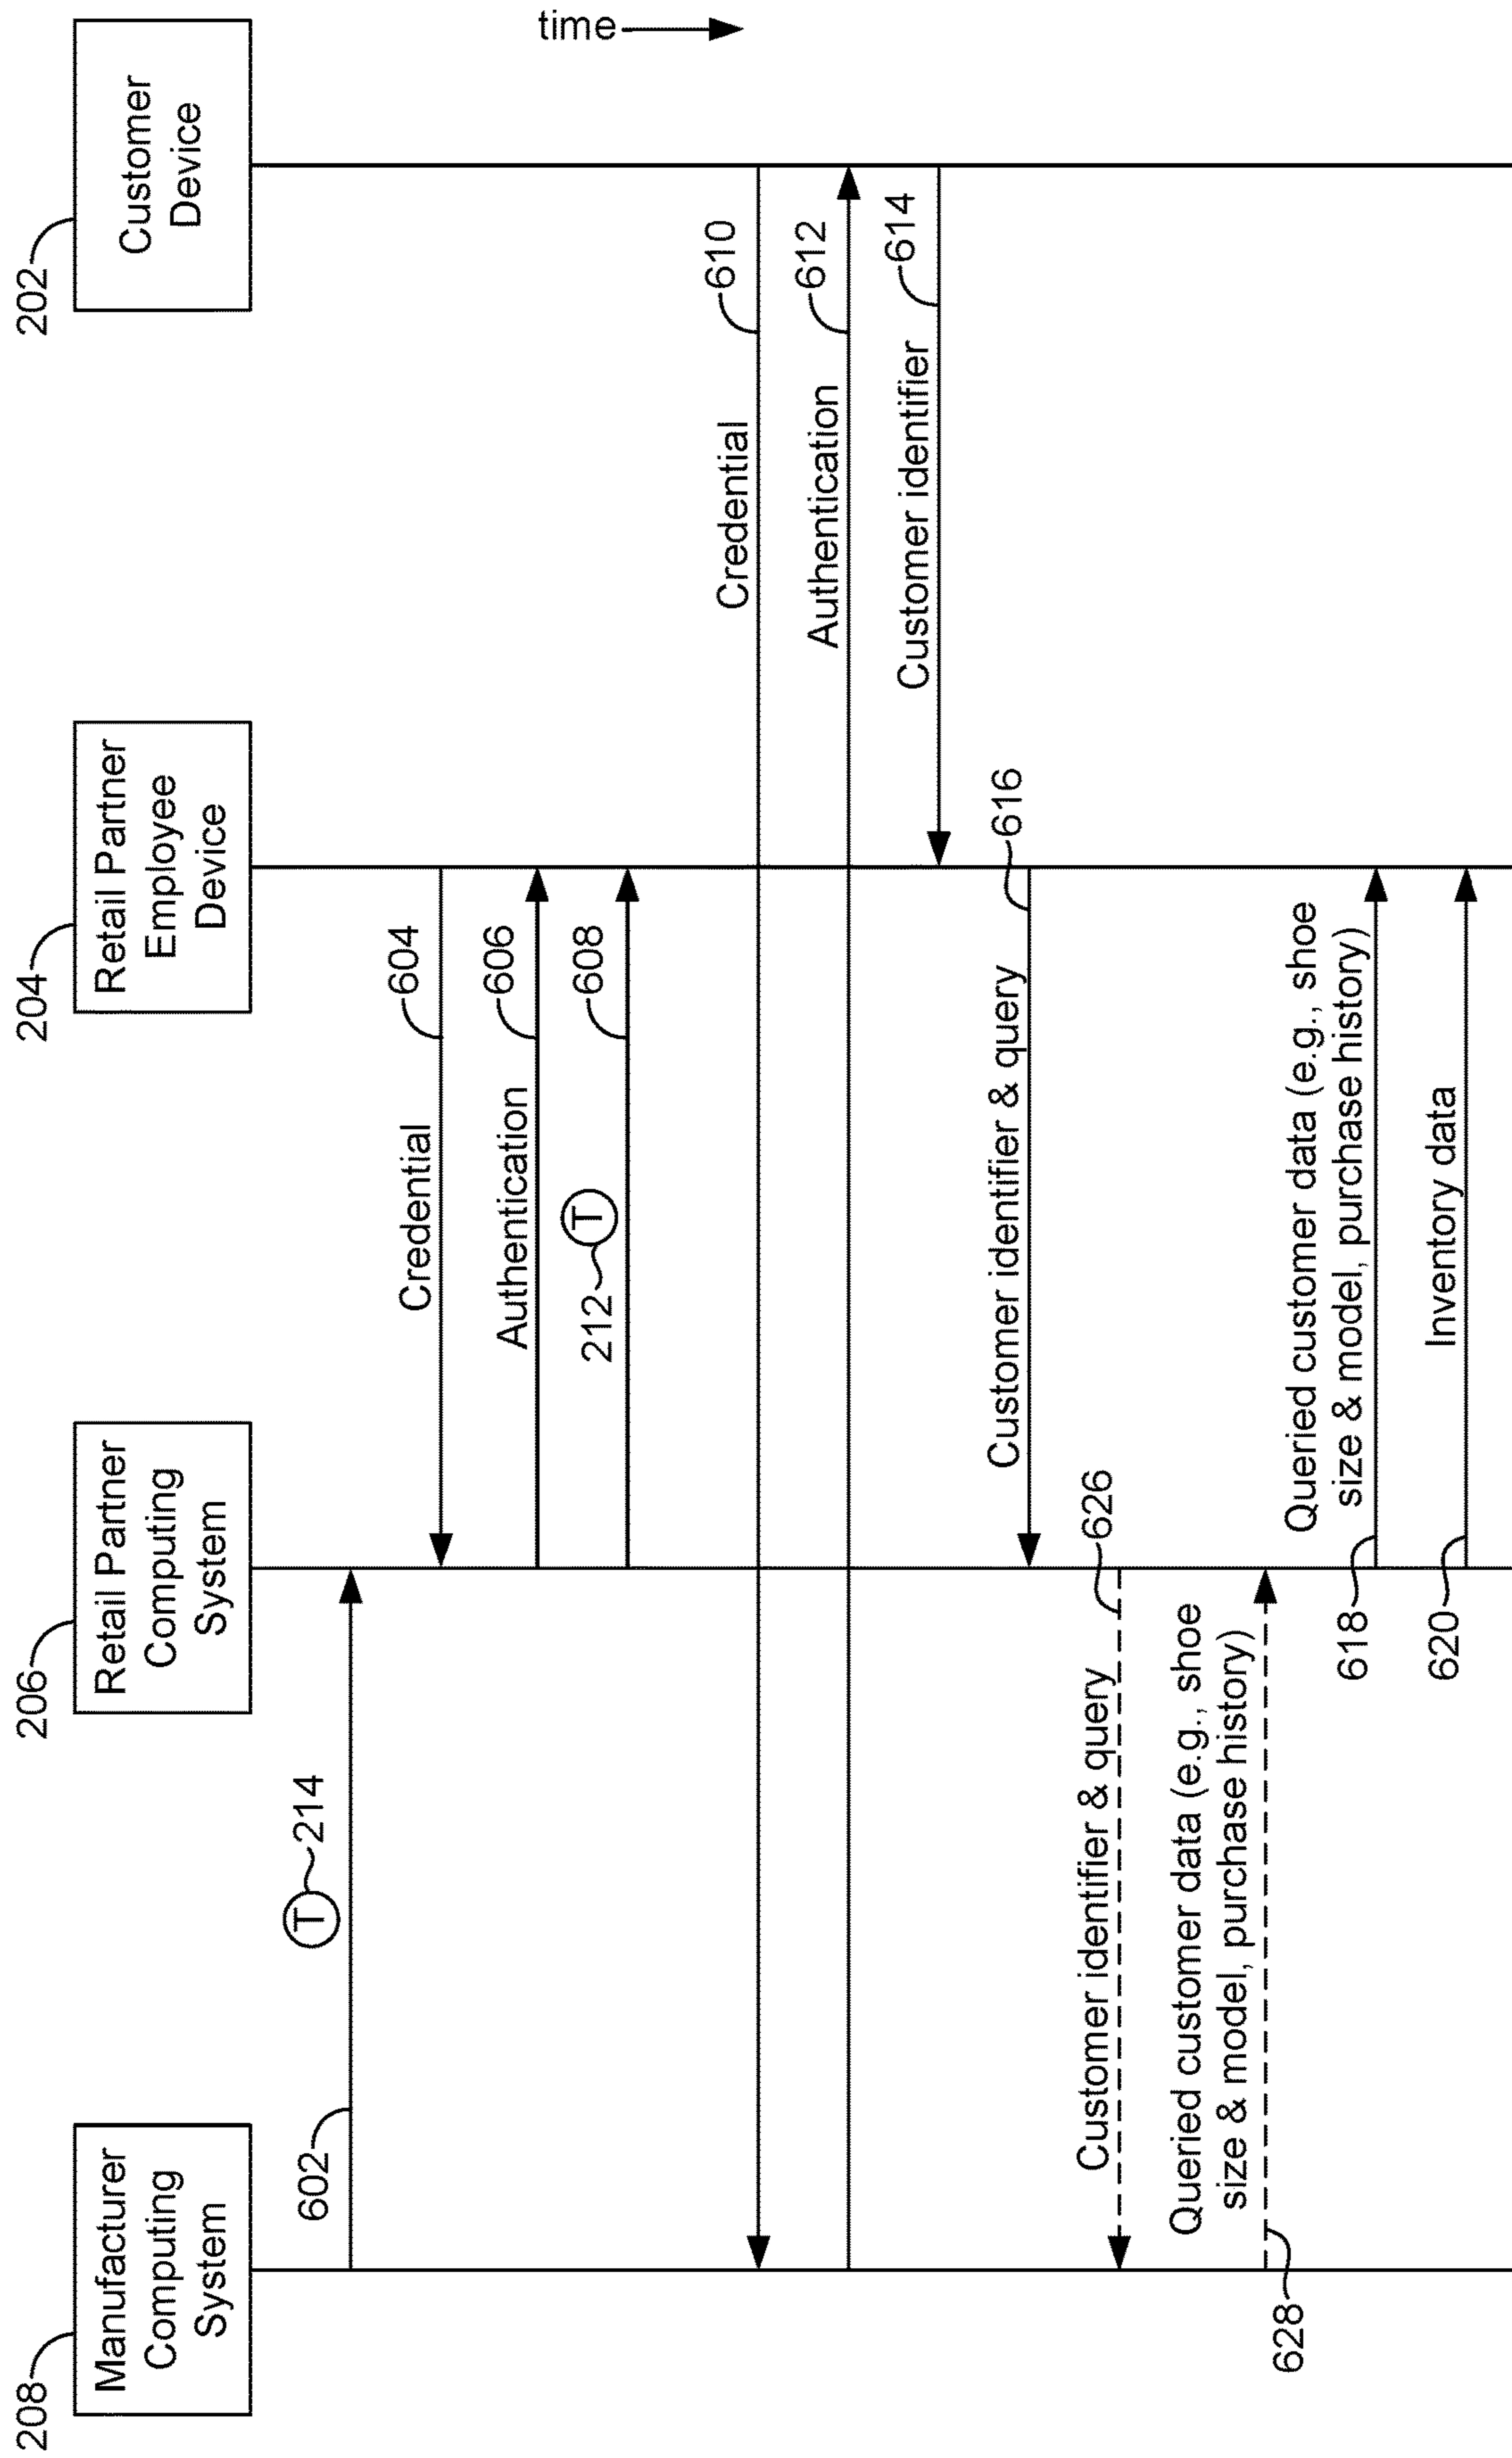 208
Manufacturer
Computing
System
206
Retail Partner
Computing
System
204
Retail Partner
Employee
Device
202
Customer
Device
time
602
T
214
Credential
604
Authentication
606
212
T
608
Credential
610
Authentication
612
Customer identifier
614
Customer identifier & query
616
Customer identifier & query
626
Queried customer data (e.g., shoe
size & model, purchase history)
628
Queried customer data (e.g., shoe
size & model, purchase history)
618
Inventory data
620